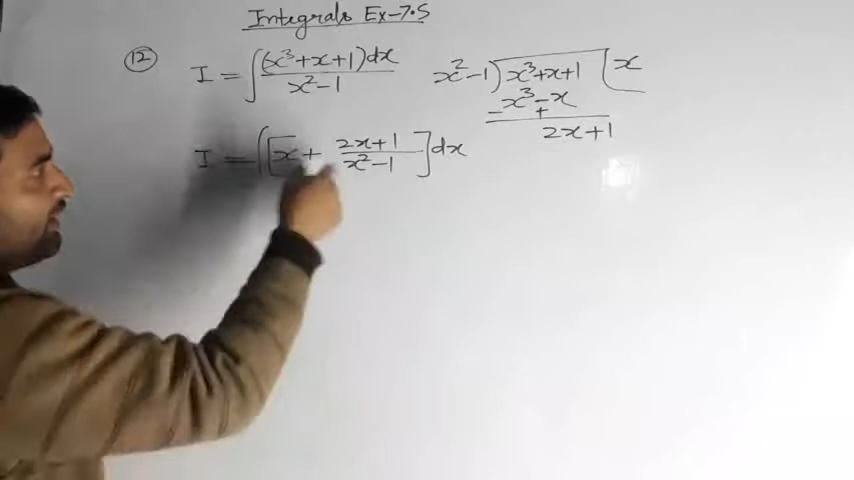 Integrals Ex-7.5
(12) I = ∫ (x³+x+1)dx / x²-1
x²-1) x³+x+1 (x
x³-x
- +
2x+1
I = ∫[x + 2x+1 / x²-1]dx